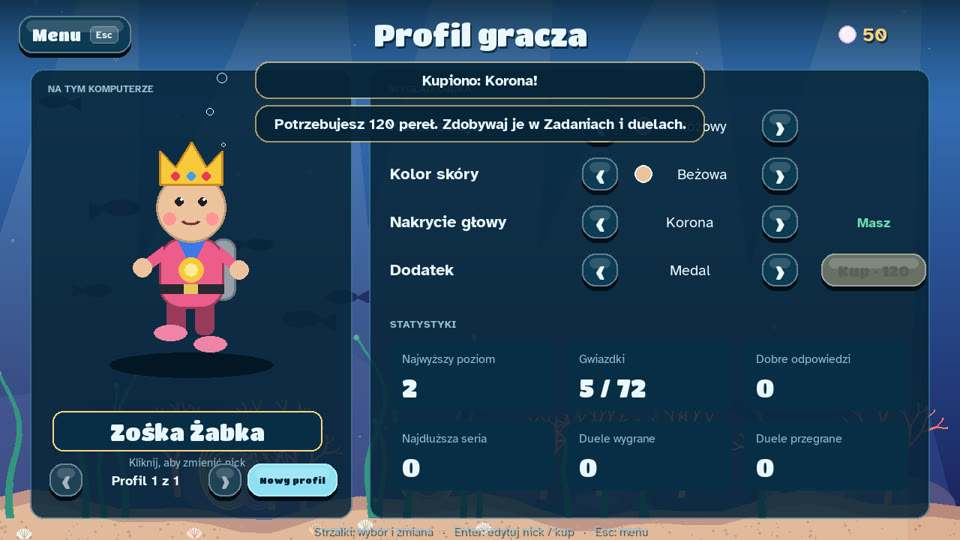 Menu Esc
Profil gracza
50
NA TYM KOMPUTERZE
Kupiono: Korona!
Potrzebujesz 120 pereł. Zdobywaj je w Zadaniach i duelach.
Kolor skóry
Beżowa
Nakrycie głowy
Korona
Masz
Dodatek
Medal
Kup - 120
STATYSTYKI
Najwyższy poziom
2
Gwiazdki
5 / 72
Dobre odpowiedzi
0
Najdłuższa seria
0
Duele wygrane
0
Duele przegrane
0
Zośka Żabka
Kliknij, aby zmienić nick
Profil 1 z 1
Nowy profil
Strzałki: wybór i zmiana · Enter: edytuj nick / kup · Esc: menu